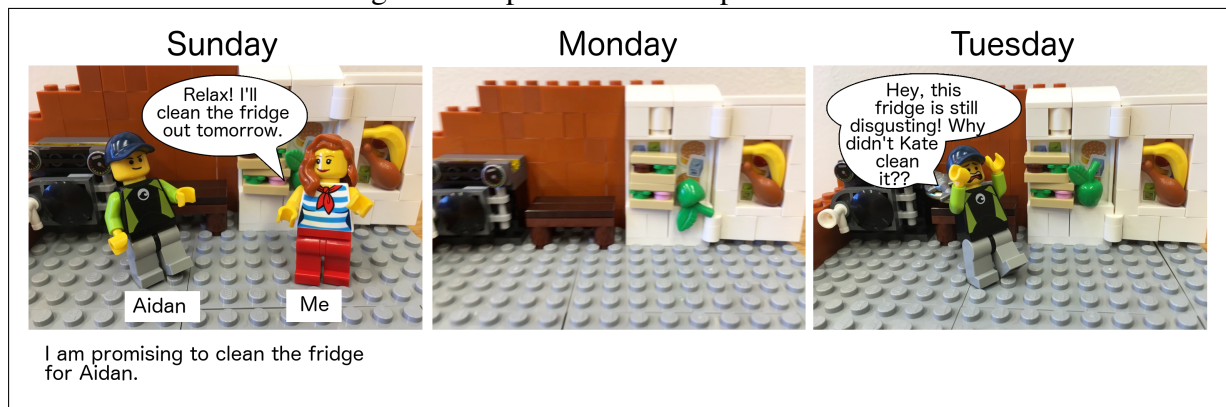 Sunday
Monday
Tuesday
Relax! I'll
clean the fridge
out tomorrow.
Aidan
Me
I am promising to clean the fridge
for Aidan.
Hey, this
fridge is still
disgusting! Why
didn't Kate
clean
it??